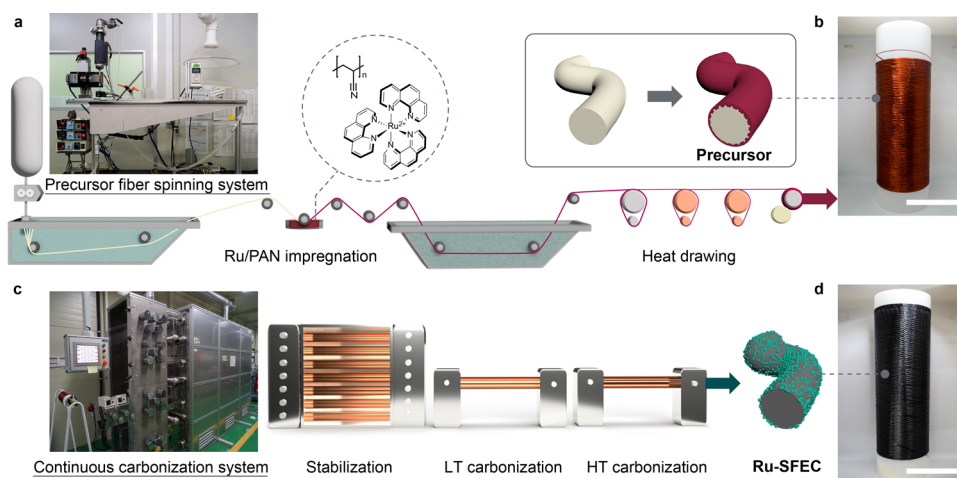 a
b
n
N
N
N
N
Ru2+
N
N
N
Precursor
Precursor fiber spinning system
Ru/PAN impregnation
Heat drawing
c
d
Continuous carbonization system
Stabilization
LT carbonization
HT carbonization
Ru-SFEC